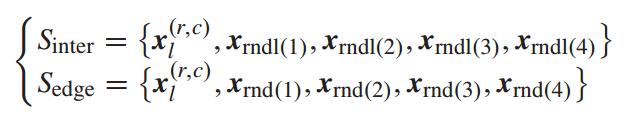 S_inter = {x_l^(r,c), x_rndl(1), x_rndl(2), x_rndl(3), x_rndl(4)}
S_edge = {x_l^(r,c), x_rnd(1), x_rnd(2), x_rnd(3), x_rnd(4)}